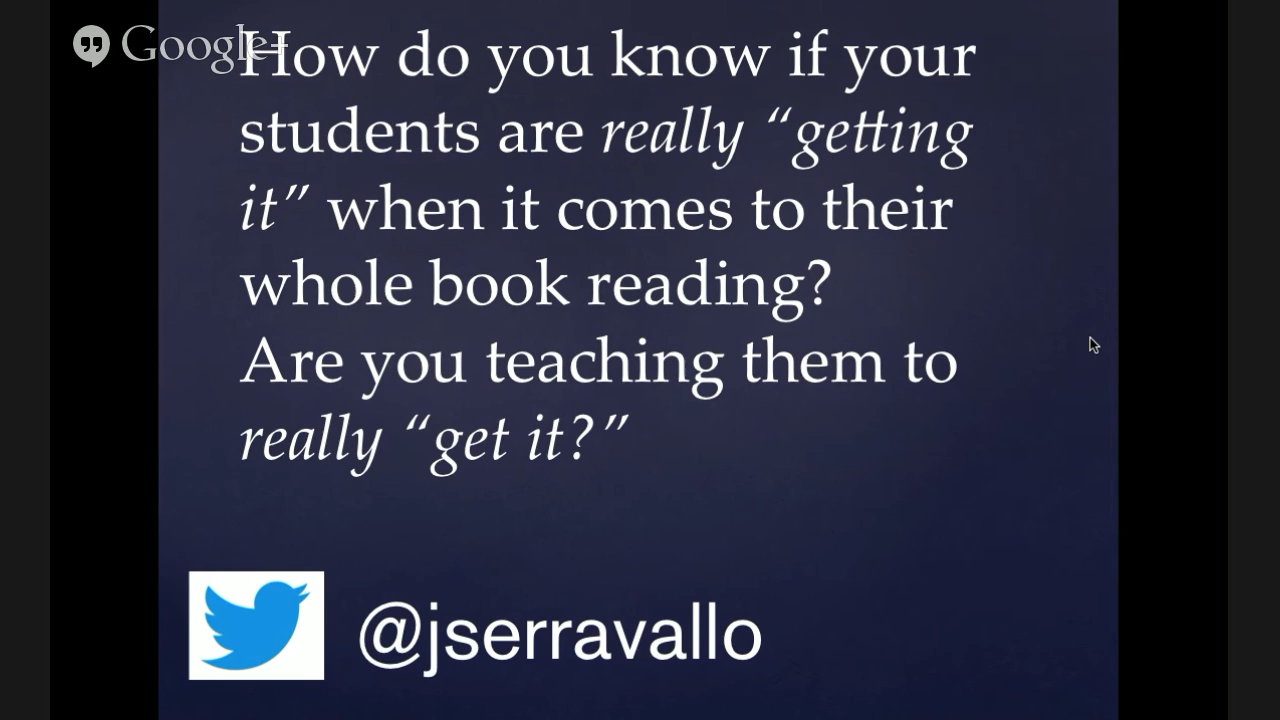 Google+
How do you know if your
students are really “getting
it” when it comes to their
whole book reading?
Are you teaching them to
really “get it?”
@jserravallo